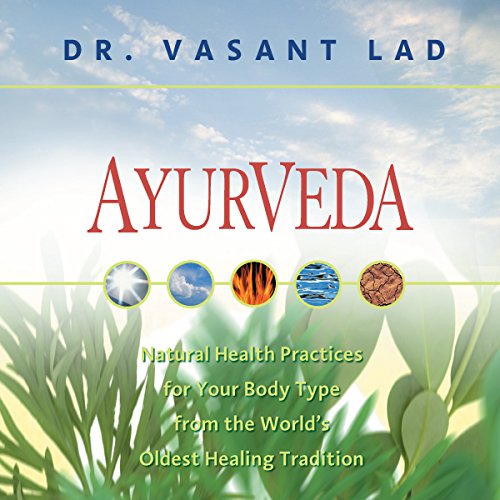 DR. VASANT LAD
AYURVEDA
Natural Health Practices
for Your Body Type
from the World's
Oldest Healing Tradition